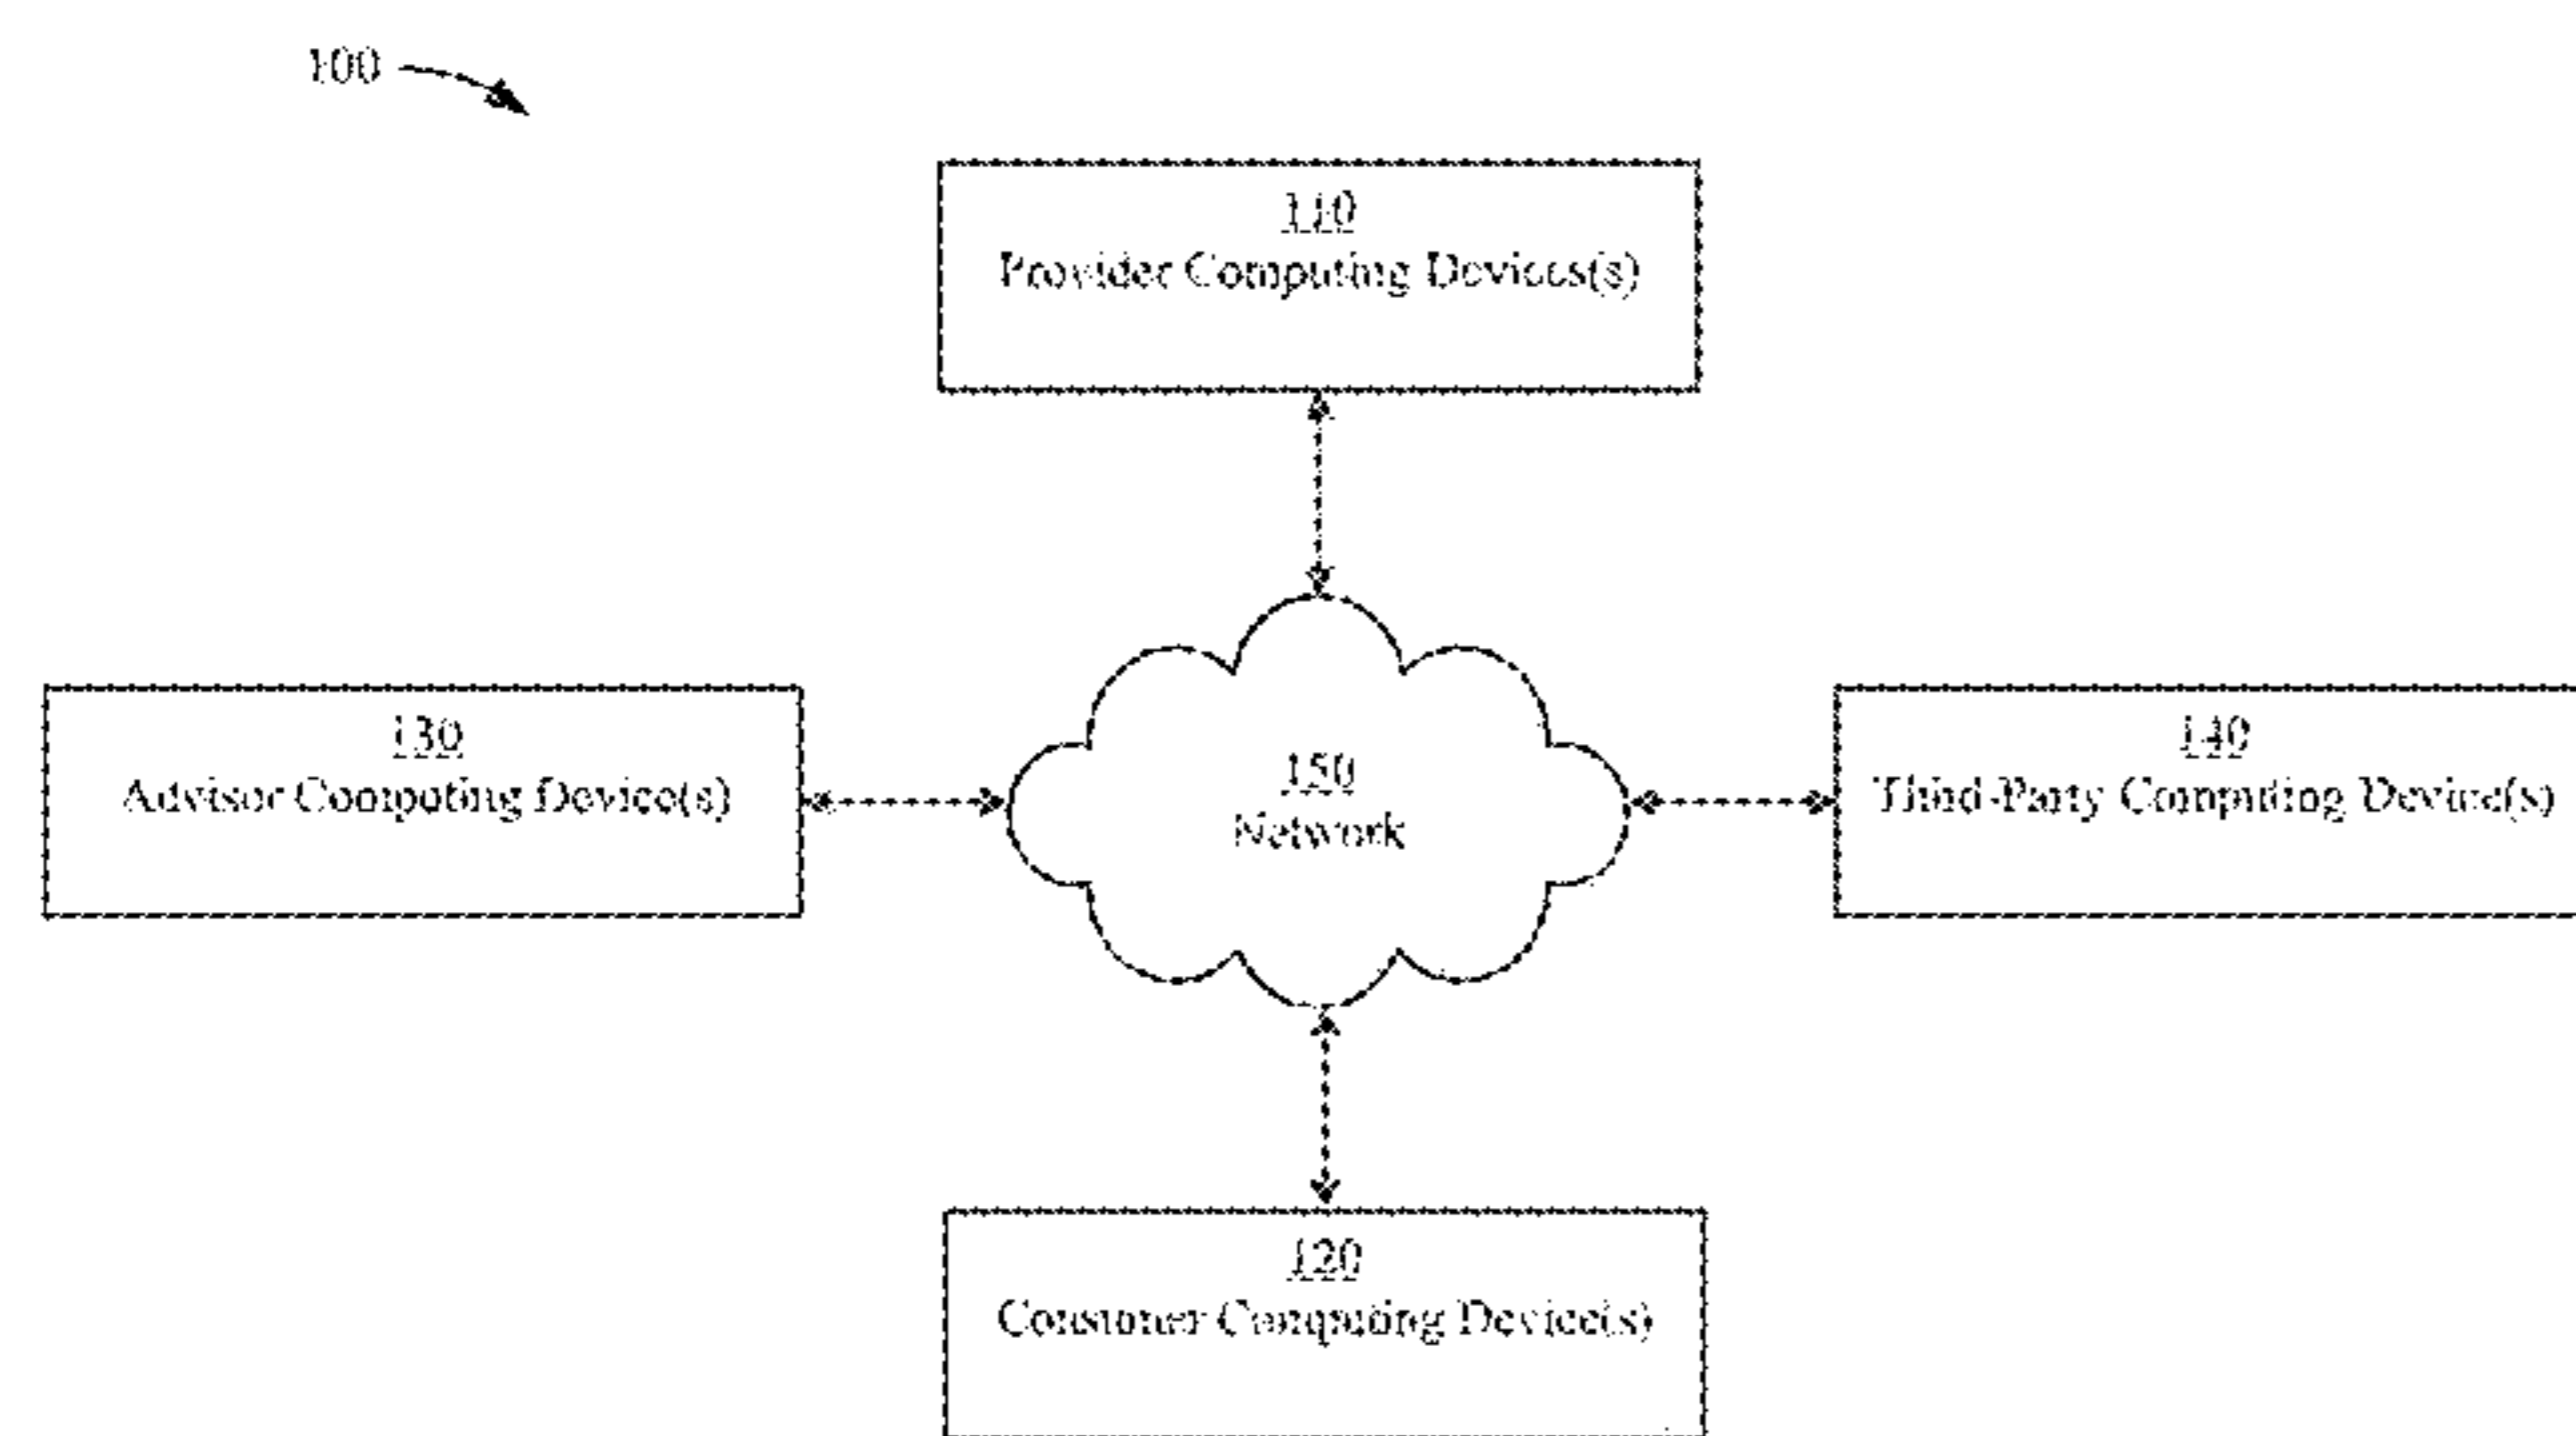 100
110
Provider Computing Devices(s)
130
Advisor Computing Device(s)
150
Network
140
Third-Party Computing Device(s)
120
Consumer Computing Device(s)